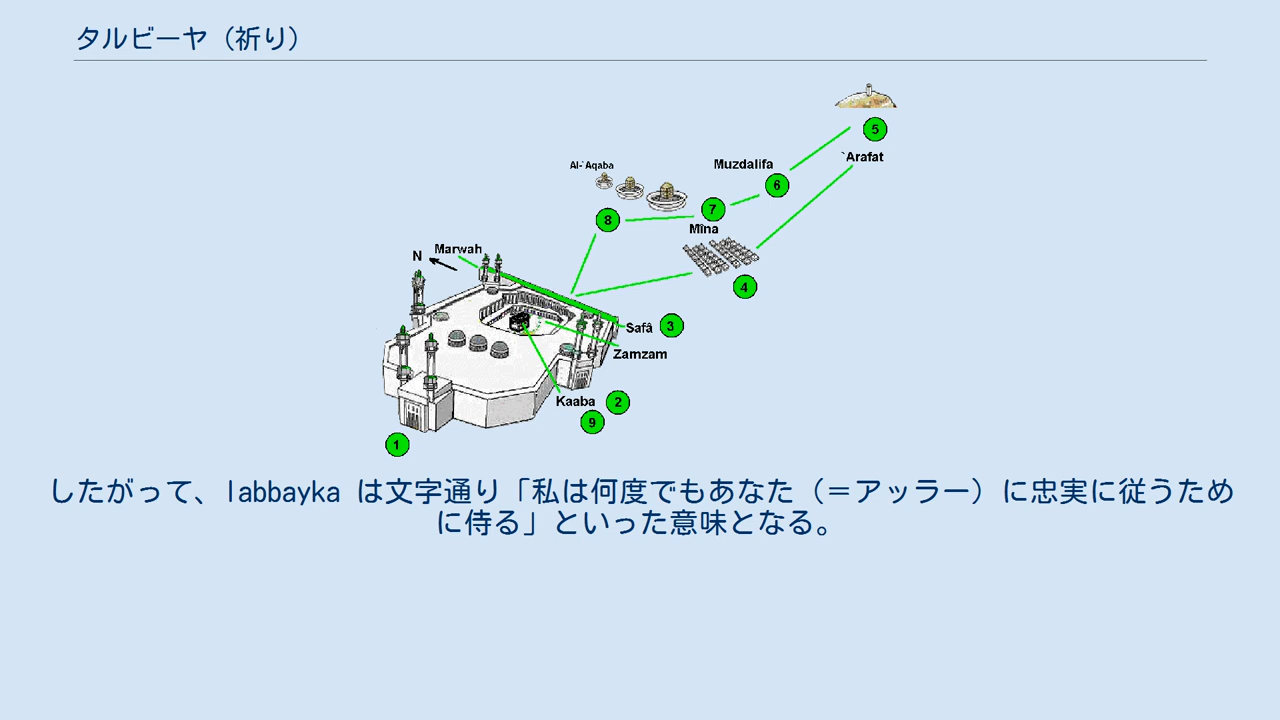 タルビーヤ（祈り）
5
`Arafat
Al-`Aqaba
Muzdalifa
6
7
8
Mîna
Marwah
N
4
Safâ 3
Zamzam
Kaaba 2
9
1
したがって、labbayka は文字通り「私は何度でもあなた（＝アッラー）に忠実に従うため
に侍る」といった意味となる。